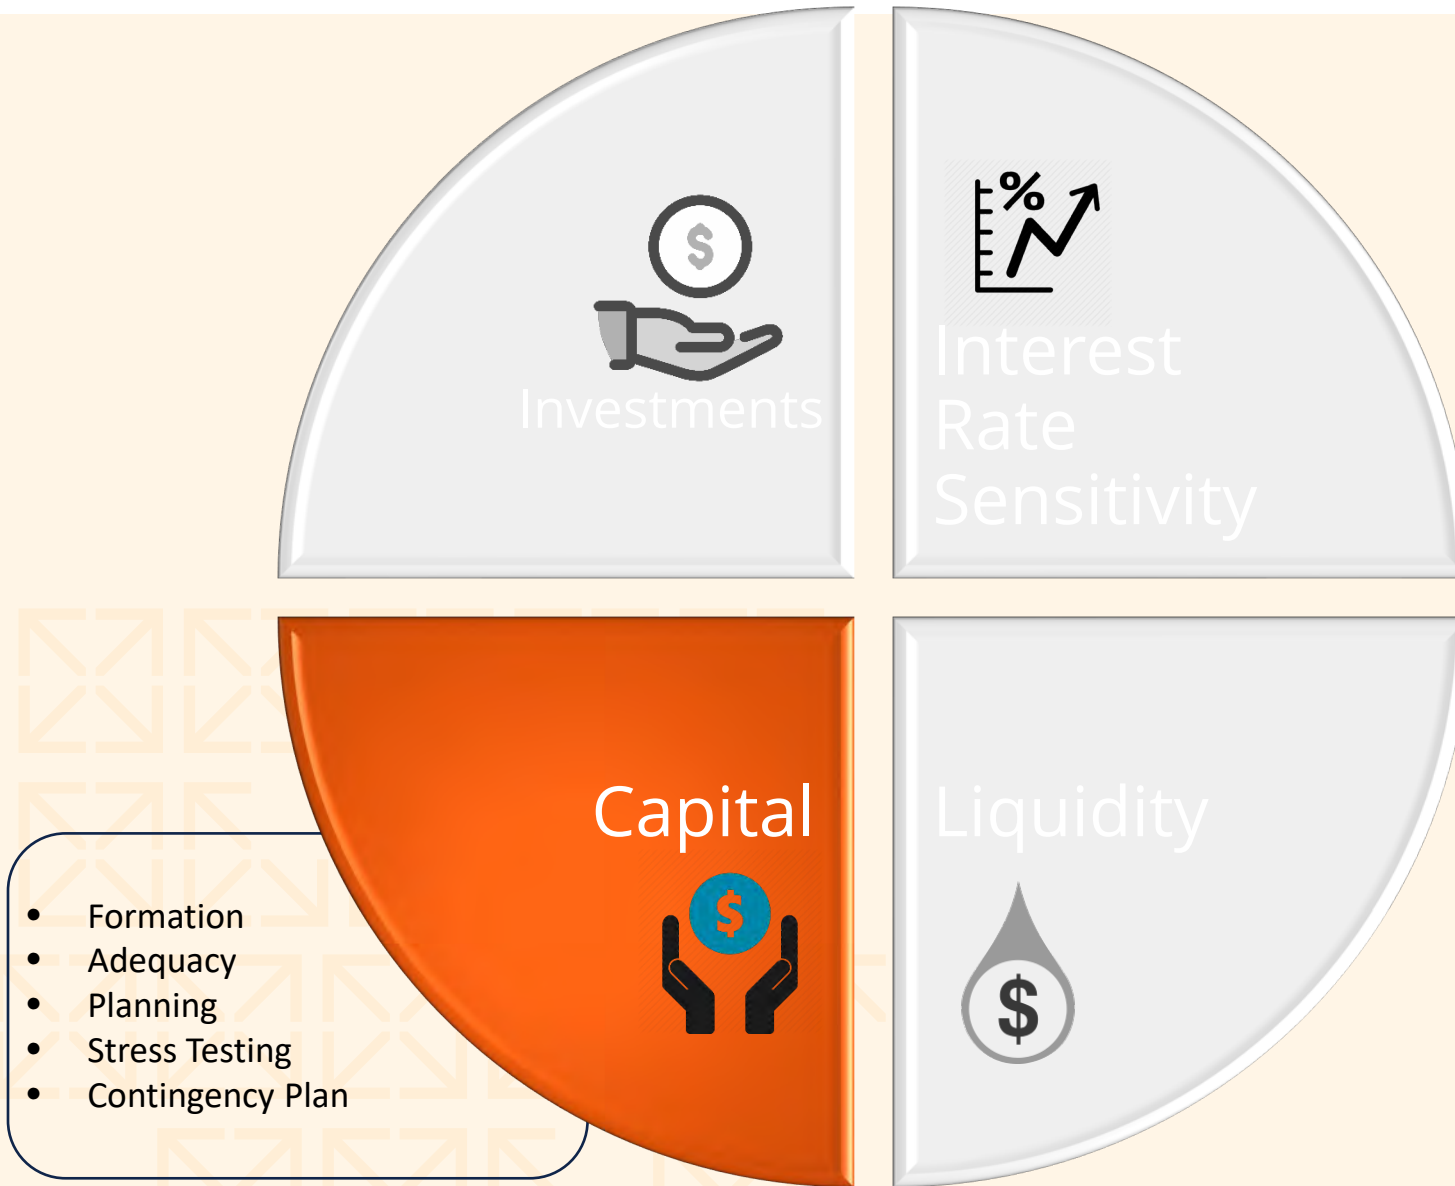 $
Investments
%
Interest
Rate
Sensitivity
Capital
$
Liquidity
$
• Formation
• Adequacy
• Planning
• Stress Testing
• Contingency Plan